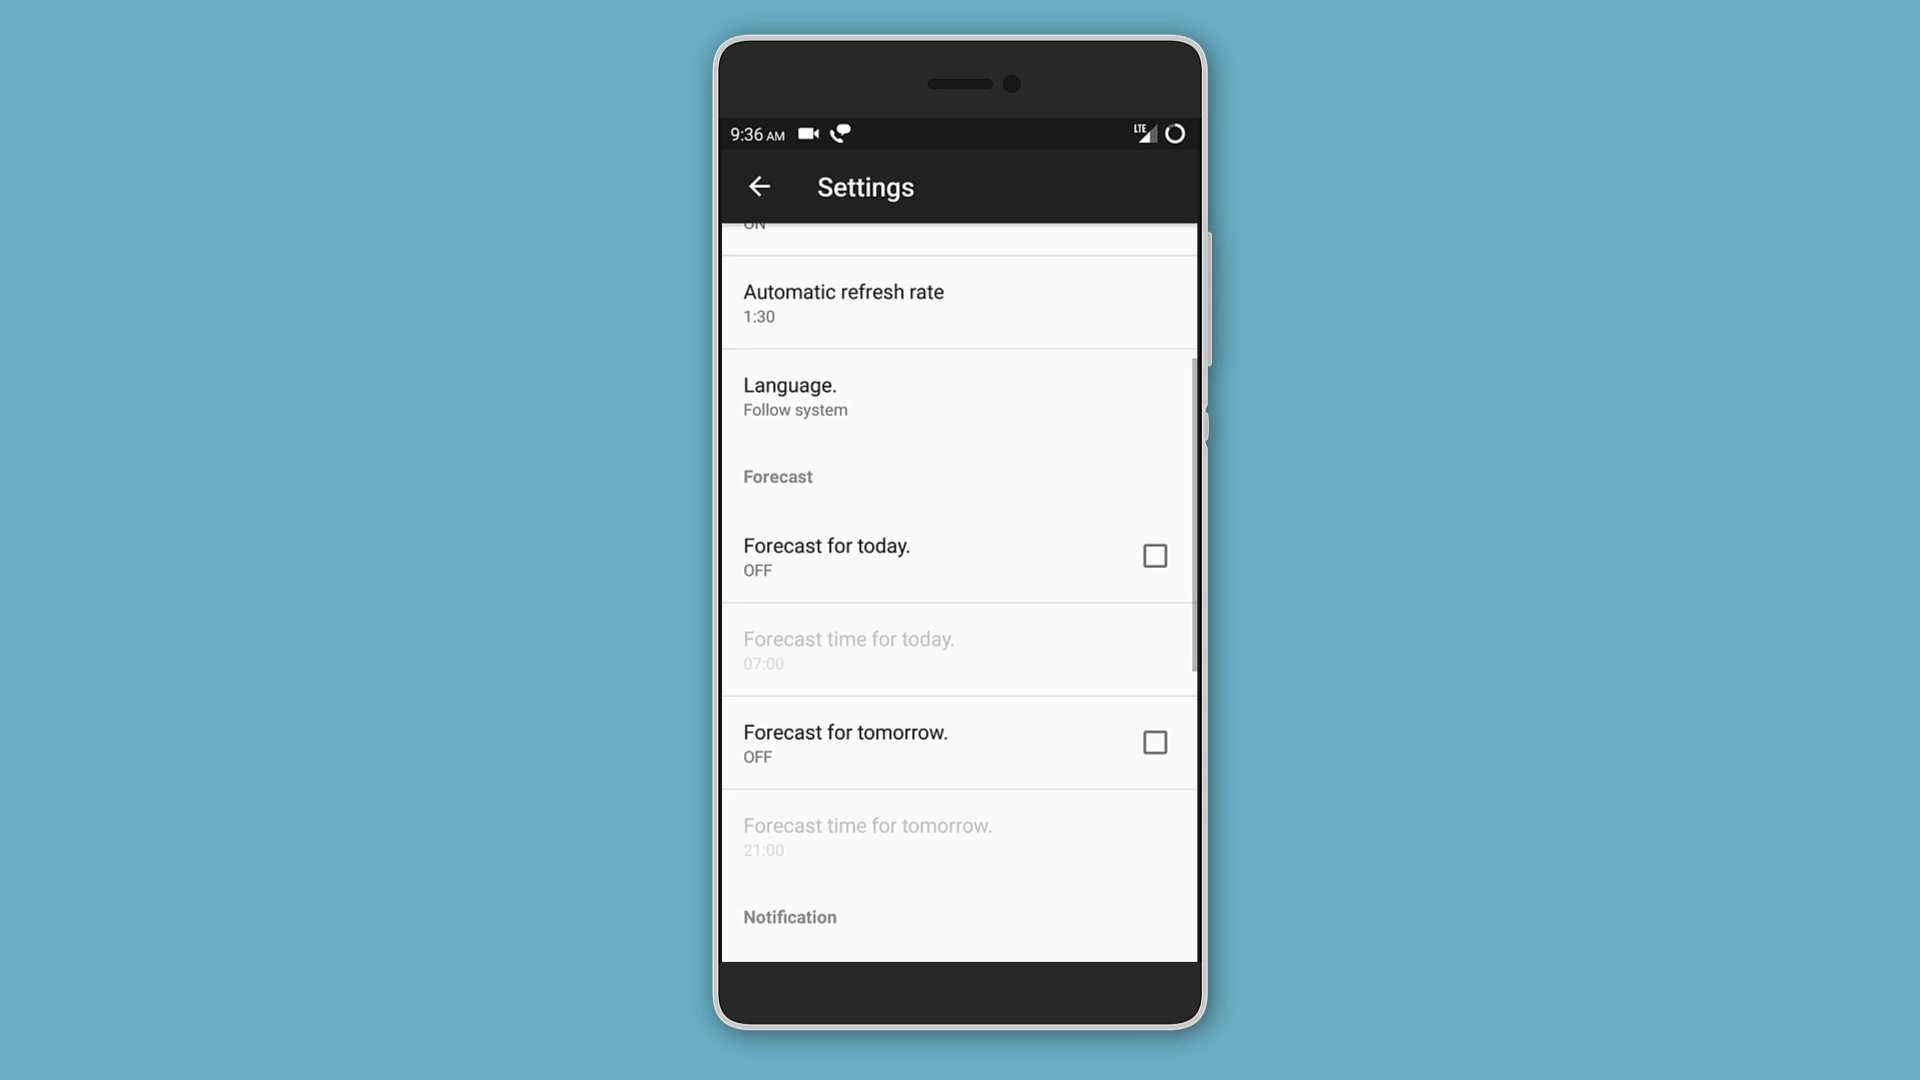 9:36 AM
LTE
Settings
ON
Automatic refresh rate
1:30
Language.
Follow system
Forecast
Forecast for today.
OFF
Forecast time for today.
07:00
Forecast for tomorrow.
OFF
Forecast time for tomorrow.
21:00
Notification